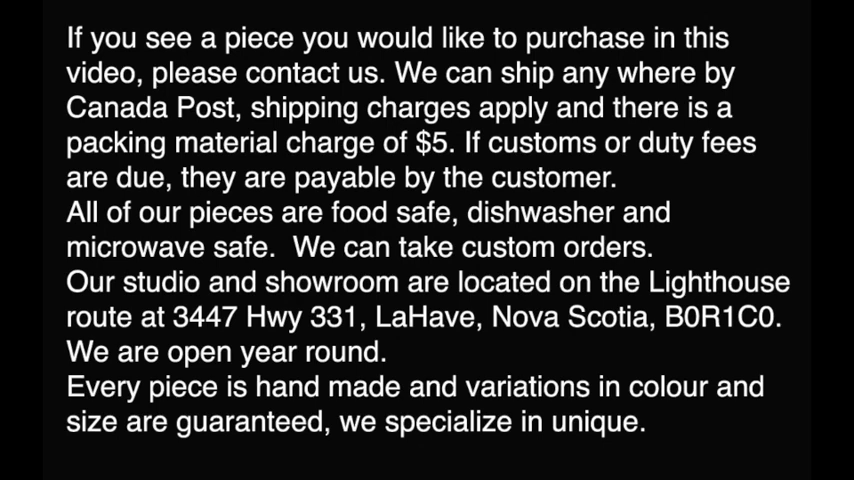 If you see a piece you would like to purchase in this
video, please contact us. We can ship any where by
Canada Post, shipping charges apply and there is a
packing material charge of $5. If customs or duty fees
are due, they are payable by the customer.
All of our pieces are food safe, dishwasher and
microwave safe.  We can take custom orders.
Our studio and showroom are located on the Lighthouse
route at 3447 Hwy 331, LaHave, Nova Scotia, B0R1C0.
We are open year round.
Every piece is hand made and variations in colour and
size are guaranteed, we specialize in unique.